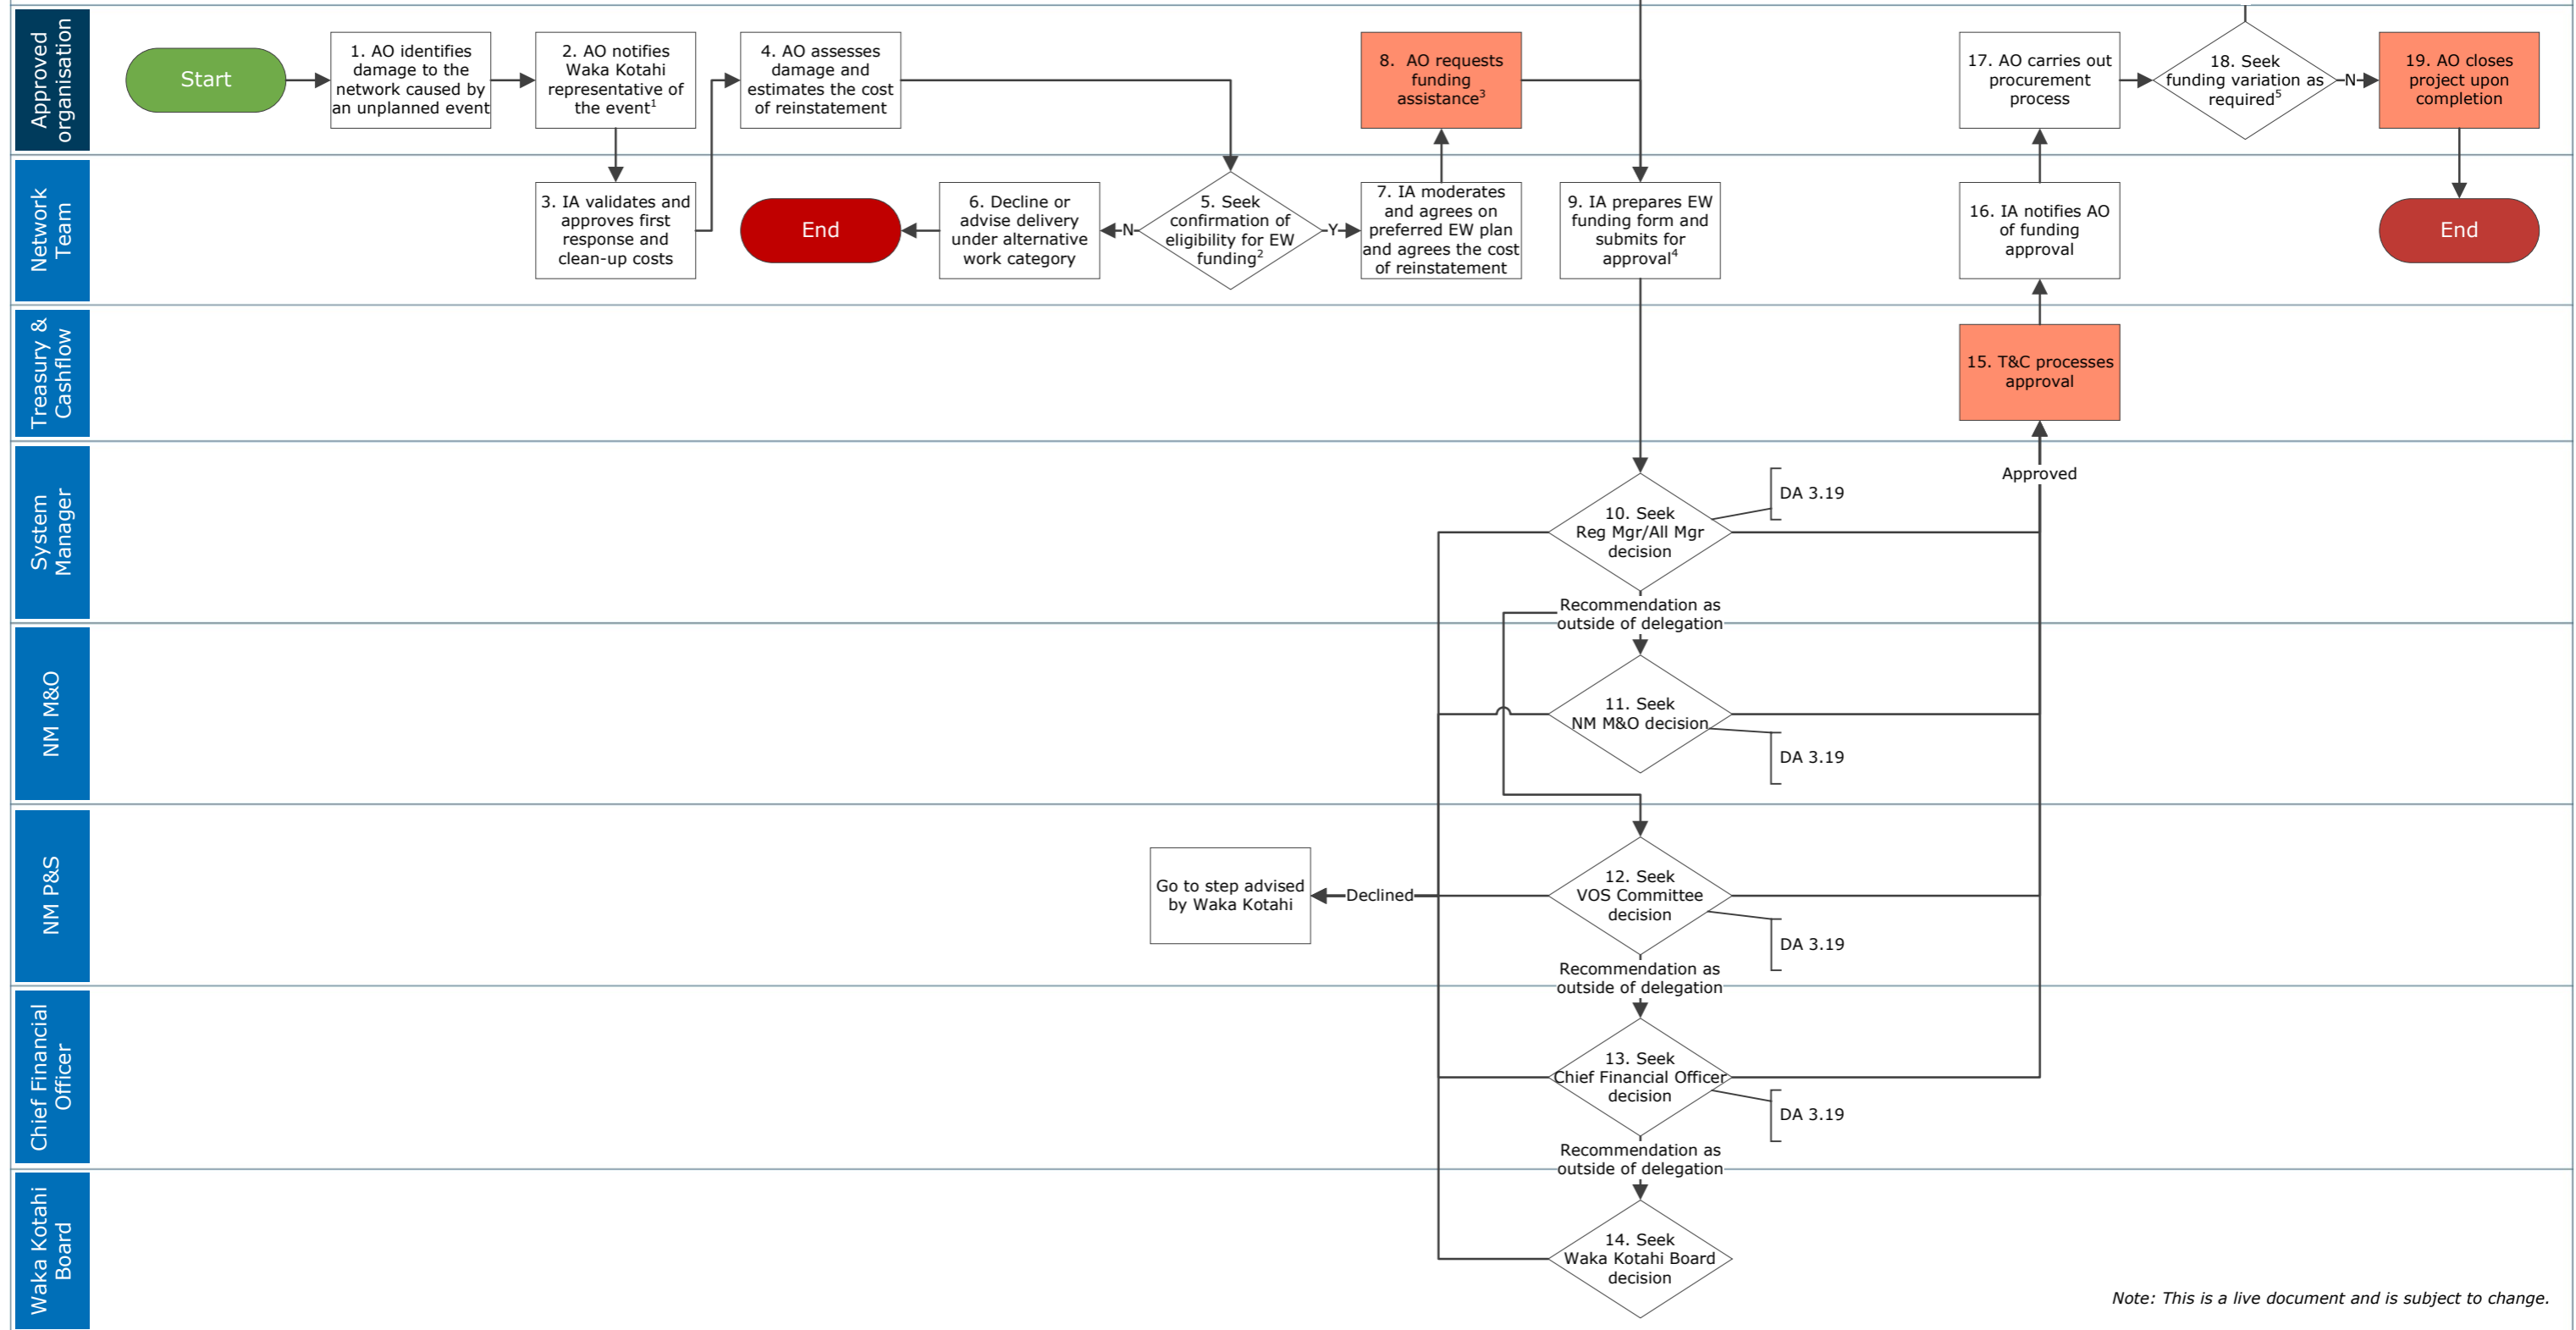 Approved
organisation
Start
1. AO identifies
damage to the
network caused by
an unplanned event
2. AO notifies
Waka Kotahi
representative of
the event¹
4. AO assesses
damage and
estimates the cost
of reinstatement
8. AO requests
funding
assistance³
17. AO carries out
procurement
process
18. Seek
funding variation as
required⁵
N
19. AO closes
project upon
completion
Network
Team
3. IA validates and
approves first
response and
clean-up costs
End
6. Decline or
advise delivery
under alternative
work category
N
5. Seek
confirmation of
eligibility for EW
funding²
Y
7. IA moderates
and agrees on
preferred EW plan
and agrees the cost
of reinstatement
9. IA prepares EW
funding form and
submits for
approval⁴
16. IA notifies AO
of funding
approval
End
Treasury &
Cashflow
15. T&C processes
approval
System
Manager
Approved
DA 3.19
10. Seek
Reg Mgr/All Mgr
decision
Recommendation as
outside of delegation
NM M&O
11. Seek
NM M&O decision
DA 3.19
NM P&S
Go to step advised
by Waka Kotahi
Declined
12. Seek
VOS Committee
decision
DA 3.19
Recommendation as
outside of delegation
Chief Financial
Officer
13. Seek
Chief Financial Officer
decision
DA 3.19
Recommendation as
outside of delegation
Waka Kotahi
Board
14. Seek
Waka Kotahi Board
decision
Note: This is a live document and is subject to change.